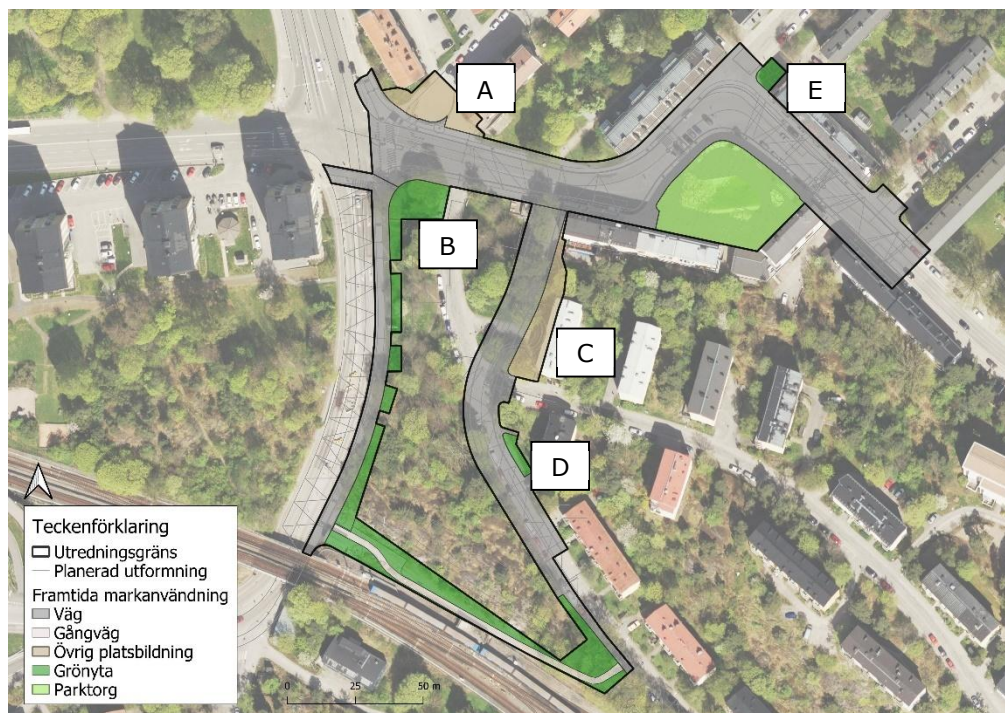 A
E
B
C
D
Teckenförklaring
Utredningsgräns
Planerad utformning
Framtida markanvändning
Väg
Gångväg
Övrig platsbildning
Grönyta
Parktorg
0 25 50 m